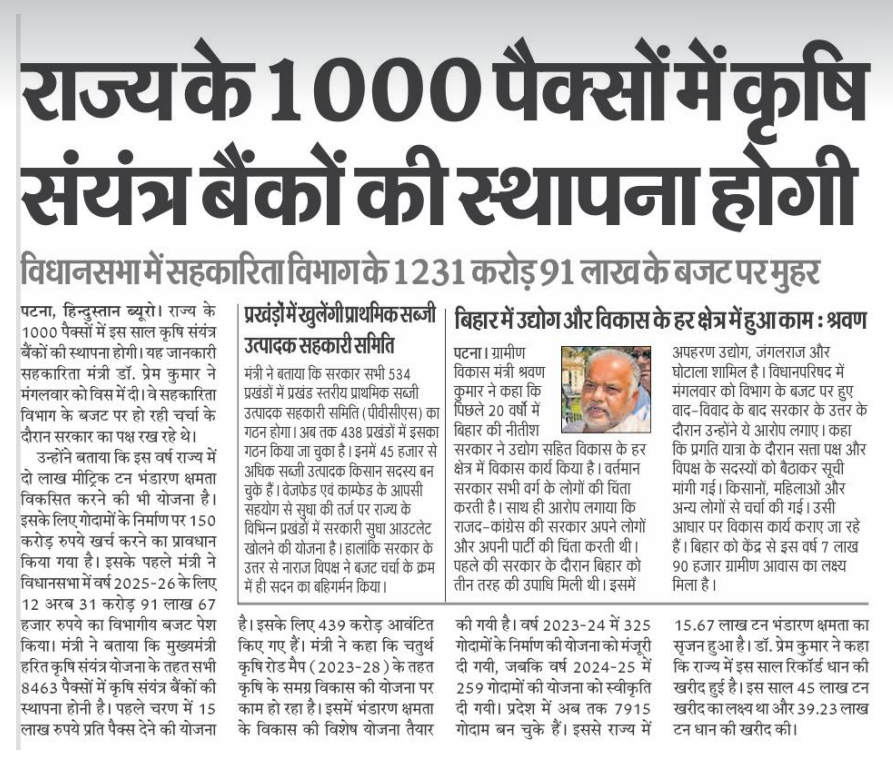 राज्य के 1000 पैक्सों में कृषि
संयंत्र बैंकों की स्थापना होगी
विधानसभा में सहकारिता विभाग के 1231 करोड़ 91 लाख के बजट पर मुहर
पटना, हिन्दुस्तान ब्यूरो। राज्य के
1000 पैक्सों में इस साल कृषि संयंत्र
बैंकों की स्थापना होगी। यह जानकारी
सहकारिता मंत्री डॉ. प्रेम कुमार ने
मंगलवार को विस में दी। वे सहकारिता
विभाग के बजट पर हो रही चर्चा के
दौरान सरकार का पक्ष रख रहे थे।
उन्होंने बताया कि इस वर्ष राज्य में
दो लाख मीट्रिक टन भंडारण क्षमता
विकसित करने की भी योजना है।
इसके लिए गोदामों के निर्माण पर 150
करोड़ रुपये खर्च करने का प्रावधान
किया गया है। इसके पहले मंत्री ने
विधानसभा में वर्ष 2025-26 के लिए
12 अरब 31 करोड़ 91 लाख 67
हजार रुपये का विभागीय बजट पेश
किया। मंत्री ने बताया कि मुख्यमंत्री
हरित कृषि संयंत्र योजना के तहत सभी
8463 पैक्सों में कृषि संयंत्र बैंकों की
स्थापना होनी है। पहले चरण में 15
लाख रुपये प्रति पैक्स देने की योजना
है। इसके लिए 439 करोड़ आवंटित
किए गए हैं। मंत्री ने कहा कि चतुर्थ
कृषि रोड मैप (2023-28) के तहत
कृषि के समग्र विकास की योजना पर
काम हो रहा है। इसमें भंडारण क्षमता
के विकास की विशेष योजना तैयार
की गयी है। वर्ष 2023-24 में 325
गोदामों के निर्माण की योजना को मंजूरी
दी गयी, जबकि वर्ष 2024-25 में
259 गोदामों की योजना को स्वीकृति
दी गयी। प्रदेश में अब तक 7915
गोदाम बन चुके हैं। इससे राज्य में
15.67 लाख टन भंडारण क्षमता का
सृजन हुआ है। डॉ. प्रेम कुमार ने कहा
कि राज्य में इस साल रिकॉर्ड धान की
खरीद हुई है। इस साल 45 लाख टन
खरीद का लक्ष्य था और 39.23 लाख
टन धान की खरीद की।
प्रखंड़ों में खुलेंगी प्राथमिक सब्जी
उत्पादक सहकारी समिति
मंत्री ने बताया कि सरकार सभी 534
प्रखंडों में प्रखंड स्तरीय प्राथमिक सब्जी
उत्पादक सहकारी समिति (पीवीसीएस) का
गठन होगा। अब तक 438 प्रखंडों में इसका
गठन किया जा चुका है। इनमें 45 हजार से
अधिक सब्जी उत्पादक किसान सदस्य बन
चुके हैं। वेजफेड एवं काम्फेड के आपसी
सहयोग से सुधा की तर्ज पर राज्य के
विभिन्न प्रखंडों में सरकारी सुधा आउटलेट
खोलने की योजना है। हालांकि सरकार के
उत्तर से नाराज विपक्ष ने बजट चर्चा के क्रम
में ही सदन का बहिगर्मन किया।
बिहार में उद्योग और विकास के हर क्षेत्र में हुआ काम : श्रवण
पटना। ग्रामीण
विकास मंत्री श्रवण
कुमार ने कहा कि
पिछले 20 वर्षों में
बिहार की नीतीश
सरकार ने उद्योग सहित विकास के हर
क्षेत्र में विकास कार्य किया है। वर्तमान
सरकार सभी वर्ग के लोगों की चिंता
करती है। साथ ही आरोप लगाया कि
राजद-कांग्रेस की सरकार अपने लोगों
और अपनी पार्टी की चिंता करती थी।
पहले की सरकार के दौरान बिहार को
तीन तरह की उपाधि मिली थी। इसमें
अपहरण उद्योग, जंगलराज और
घोटाला शामिल है। विधानपरिषद में
मंगलवार को विभाग के बजट पर हुए
वाद-विवाद के बाद सरकार के उत्तर के
दौरान उन्होंने ये आरोप लगाए। कहा
कि प्रगति यात्रा के दौरान सत्ता पक्ष और
विपक्ष के सदस्यों को बैठाकर सूची
मांगी गई। किसानों, महिलाओं और
अन्य लोगों से चर्चा की गई। उसी
आधार पर विकास कार्य कराए जा रहे
हैं। बिहार को केंद्र से इस वर्ष 7 लाख
90 हजार ग्रामीण आवास का लक्ष्य
मिला है।